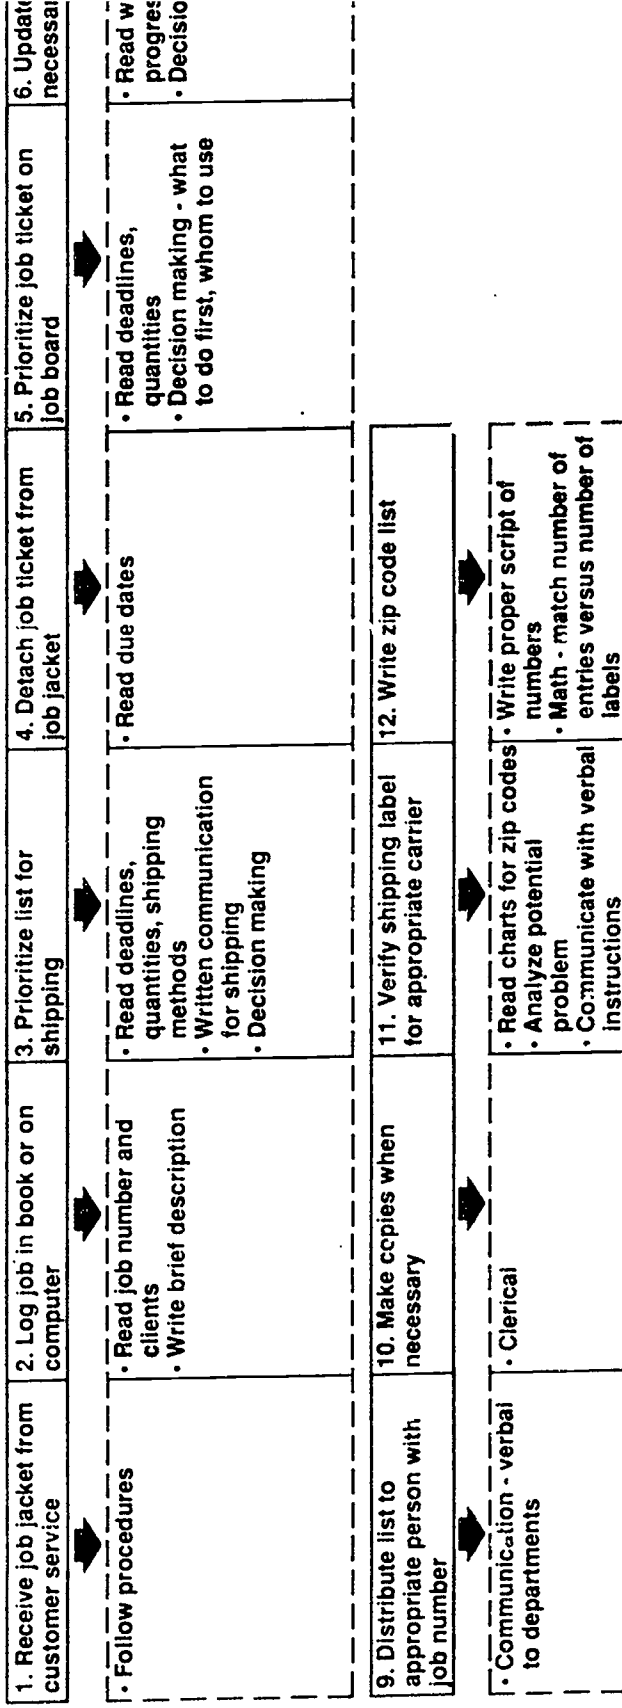 1. Receive job jacket from
customer service
2. Log job in book or on
computer
3. Prioritize list for
shipping
4. Detach job ticket from
job jacket
5. Prioritize job ticket on
job board
6.
• Follow procedures
• Read job number and
clients
• Write brief description
• Read deadlines,
quantities, shipping
methods
• Written communication
for shipping
• Decision making
• Read due dates
• Read deadlines,
quantities
• Decision making - what
to do first, whom to use
• Read
•
9. Distribute list to
appropriate person with
job number
10. Make copies when
necessary
11. Verify shipping label
for appropriate carrier
12. Write zip code list
• Communication - verbal
to departments
• Clerical
• Read charts for zip codes
• Analyze potential
problem
• Communicate with verbal
instructions
• Write proper script of
numbers
• Math - match number of
entries versus number of
labels